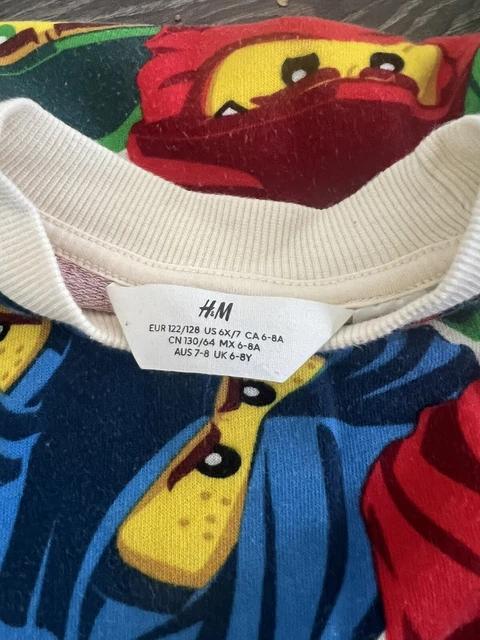 H&M
EUR 122/128 US 6X/7 CA 6-8A
CN 130/64 MX 6-8A
AUS 7-8 UK 6-8Y